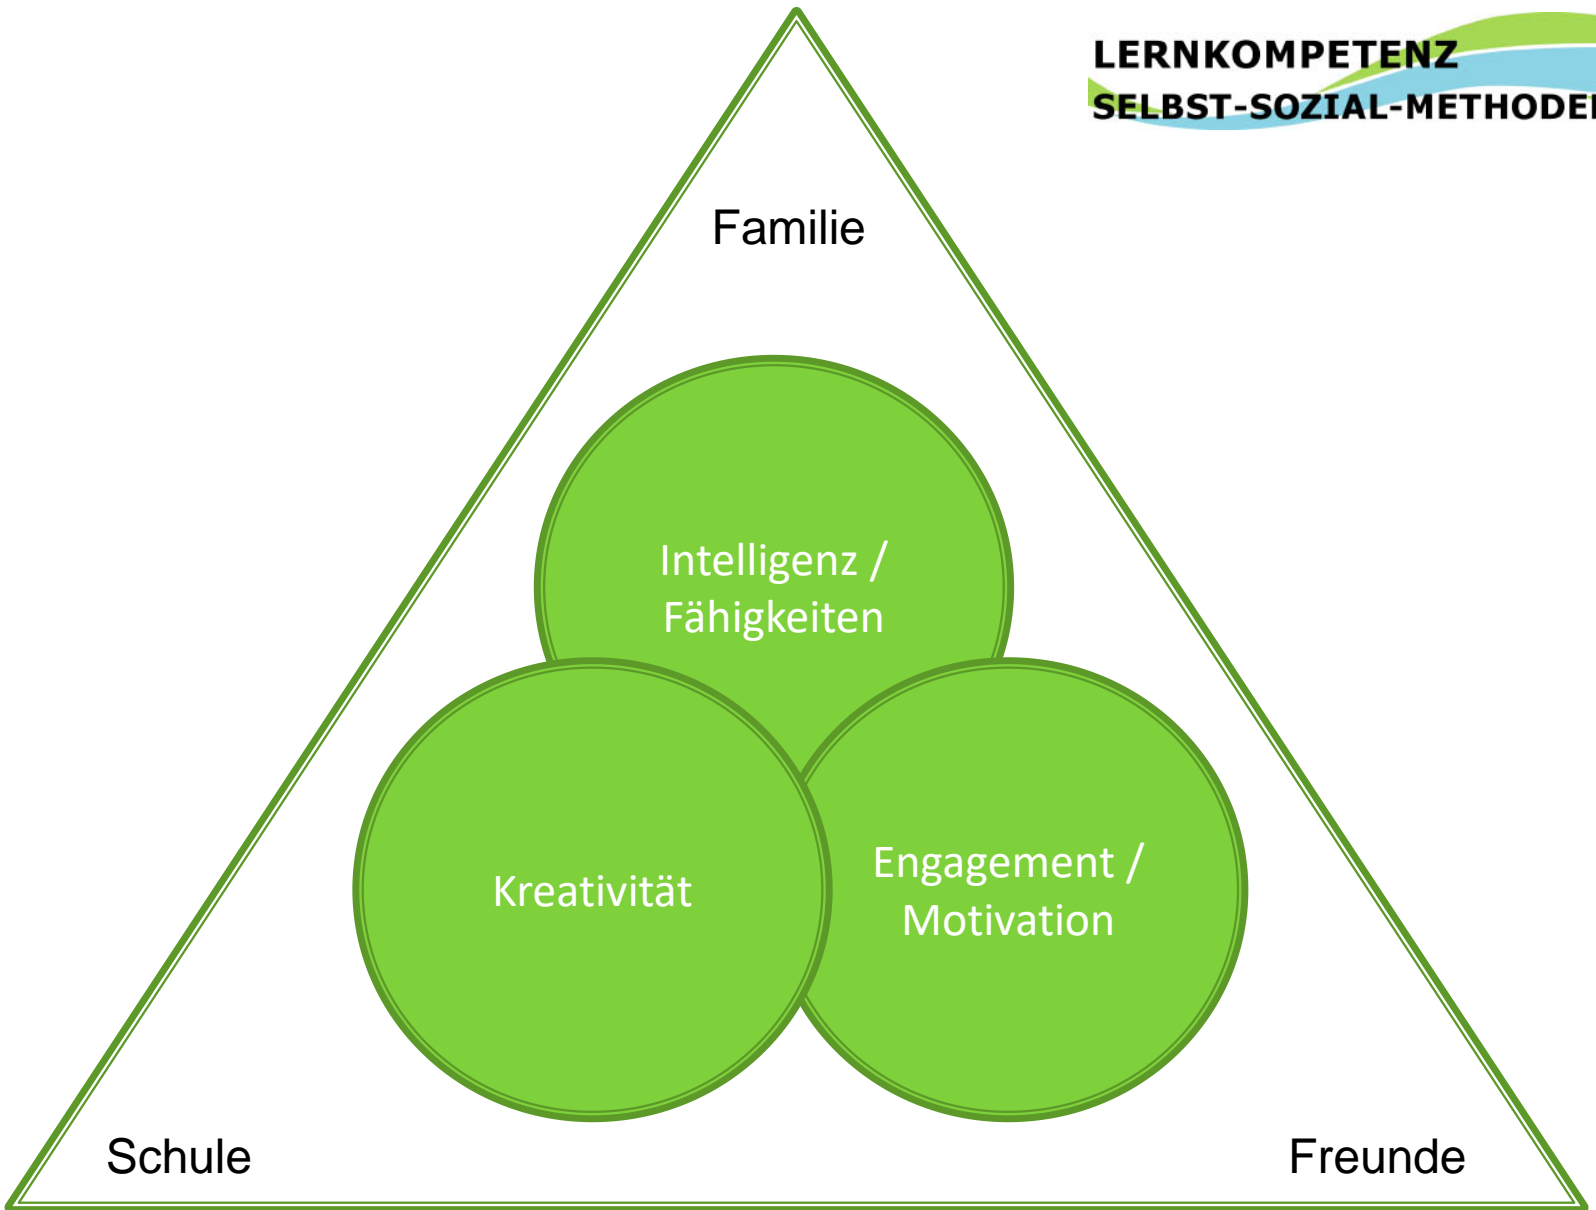 LERNKOMPETENZ
SELBST-SOZIAL-METHODEN
Familie
Intelligenz /
Fähigkeiten
Kreativität
Engagement /
Motivation
Schule
Freunde